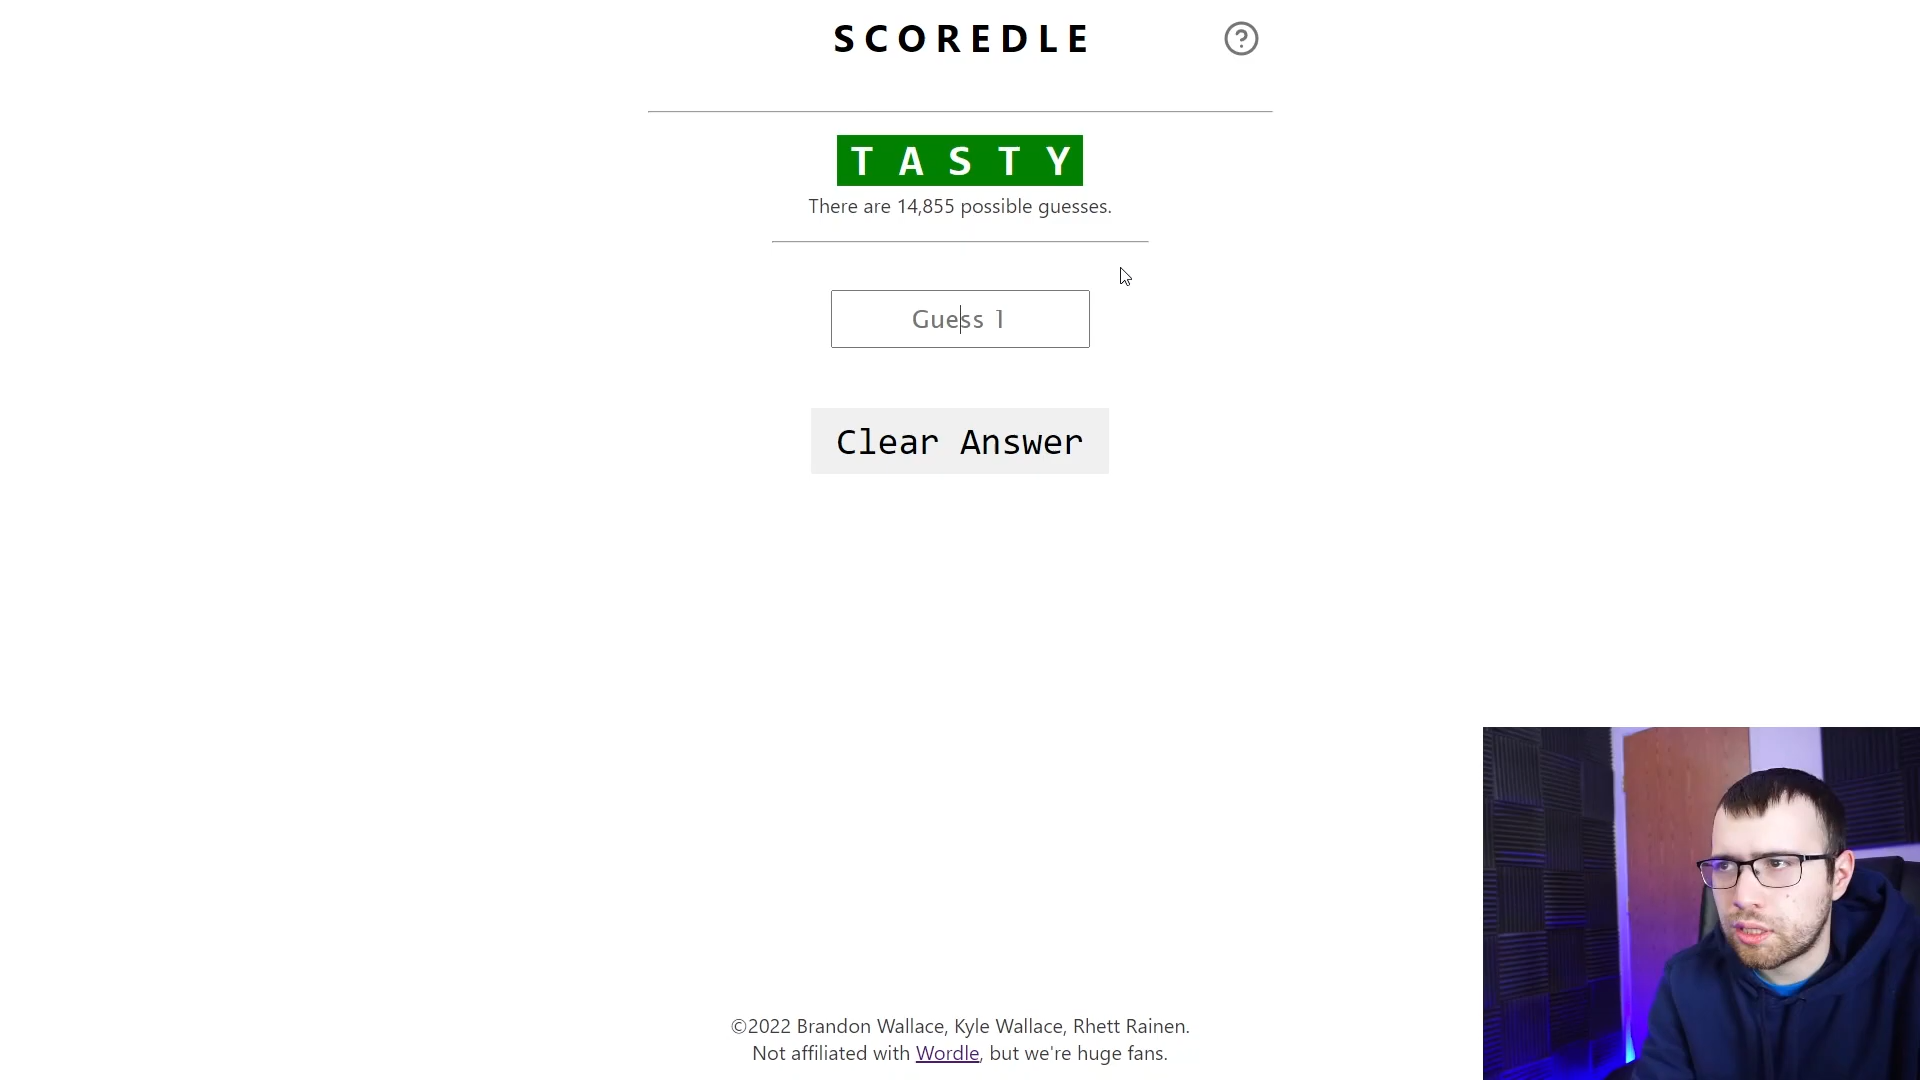 SCOREDLE
?
TASTY
There are 14,855 possible guesses.
Guess 1
Clear Answer
©2022 Brandon Wallace, Kyle Wallace, Rhett Rainen.
Not affiliated with Wordle, but we're huge fans.